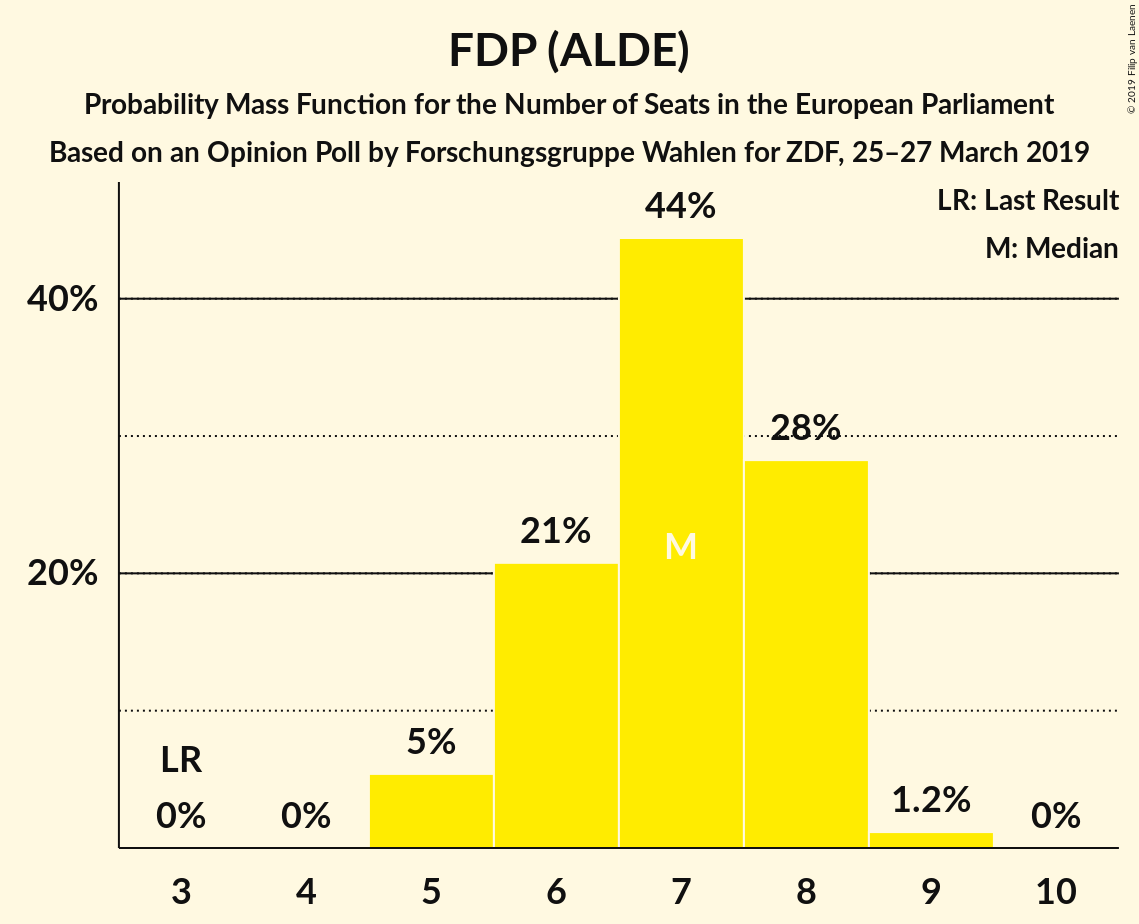 FDP (ALDE)
Probability Mass Function for the Number of Seats in the European Parliament
Based on an Opinion Poll by Forschungsgruppe Wahlen for ZDF, 25–27 March 2019
© 2019 Filip van Laenen
LR: Last Result
M: Median
44%
40%
28%
21%
M
20%
5%
LR
1.2%
0%
0%
0%
3 4 5 6 7 8 9 10